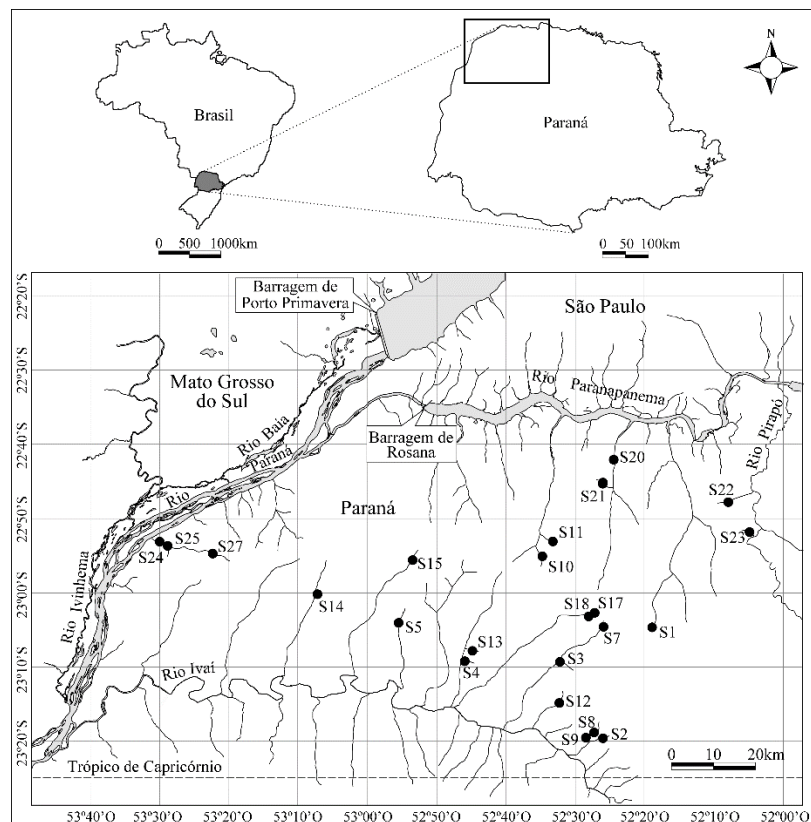 N
Brasil
Paraná
0 500 1000km
0 50 100km
22°20'S
22°30'S
22°40'S
22°50'S
23°00'S
23°10'S
23°20'S
Barragem de
Porto Primavera
São Paulo
Mato Grosso
do Sul
Rio Baia
Rio Paraná
Rio Paranapanema
Barragem de
Rosana
Rio Pirapó
Paraná
Rio Ivinhema
Rio Ivaí
S20
S21
S22
S23
S24
S25
S27
S11
S10
S15
S14
S5
S18
S17
S7
S1
S13
S4
S3
S12
S8
S9
S2
0 10 20km
Trópico de Capricórnio
53°40'O 53°30'O 53°20'O 53°10'O 53°00'O 52°50'O 52°40'O 52°30'O 52°20'O 52°10'O 52°00'O